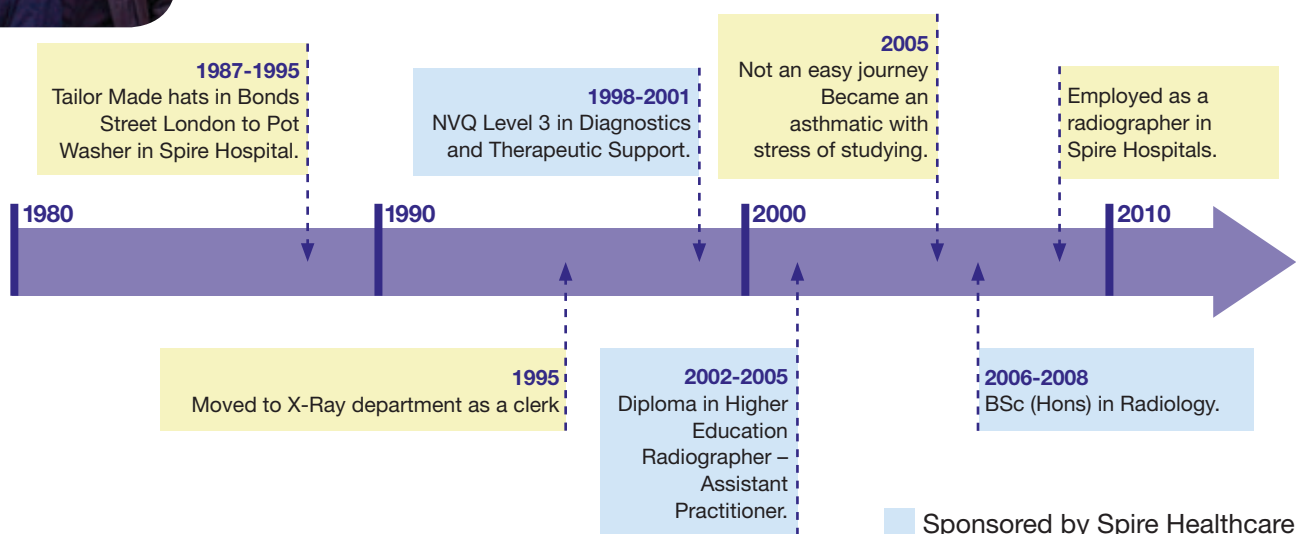 1987-1995
Tailor Made hats in Bonds
Street London to Pot
Washer in Spire Hospital.
1998-2001
NVQ Level 3 in Diagnostics
and Therapeutic Support.
2005
Not an easy journey
Became an
asthmatic with
stress of studying.
Employed as a
radiographer in
Spire Hospitals.
1980
1990
2000
2010
1995
Moved to X-Ray department as a clerk
2002-2005
Diploma in Higher
Education
Radiographer –
Assistant
Practitioner.
2006-2008
BSc (Hons) in Radiology.
Sponsored by Spire Healthcare